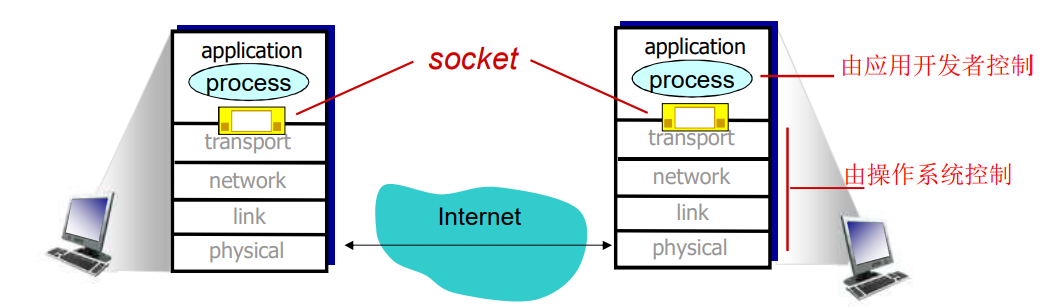 application
process
transport
network
link
physical
socket
Internet
application
process
transport
network
link
physical
由应用开发者控制
由操作系统控制